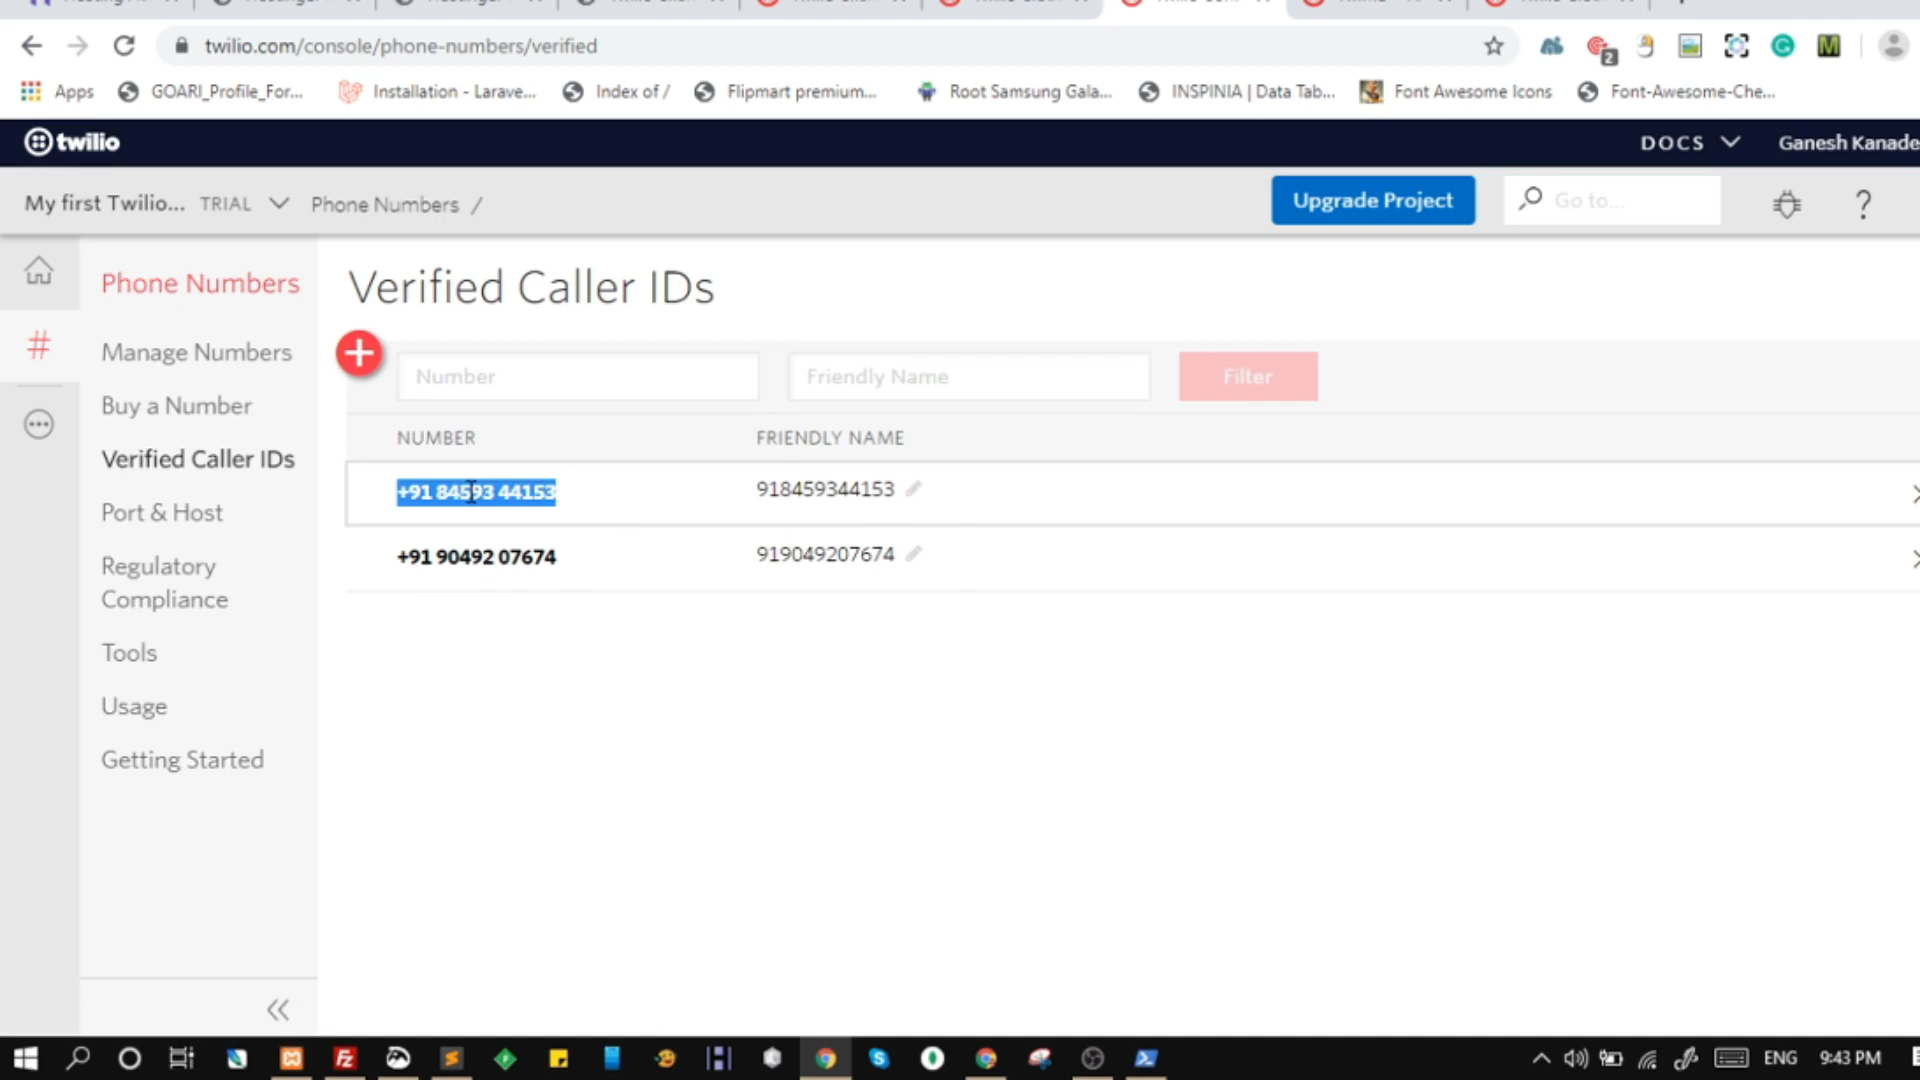 twilio.com/console/phone-numbers/verified
2
Apps
GOARI_Profile_For...
Installation - Larave...
Index of /
Flipmart premium...
Root Samsung Gala...
INSPINIA | Data Tab...
Font Awesome Icons
Font-Awesome-Che...
twilio
DOCS
Ganesh Kanade
My first Twilio... TRIAL
Phone Numbers /
Upgrade Project
Go to...
?
Phone Numbers
Verified Caller IDs
#
Manage Numbers
Number
Friendly Name
Filter
Buy a Number
NUMBER
FRIENDLY NAME
Verified Caller IDs
+91 84593 44153
918459344153
Port & Host
+91 90492 07674
919049207674
Regulatory
Compliance
Tools
Usage
Getting Started
Fz
ENG
9:43 PM